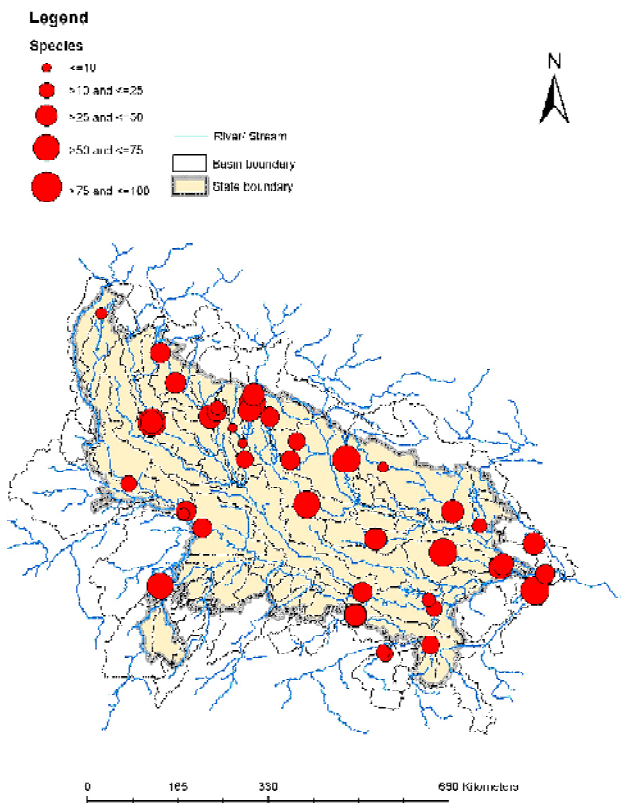 Legend
Species
<=10
>10 and <=25
>25 and <=50
>50 and <=75
>75 and <=100
River/ Stream
Basin boundary
State boundary
N
0 165 330 660 Kilometers